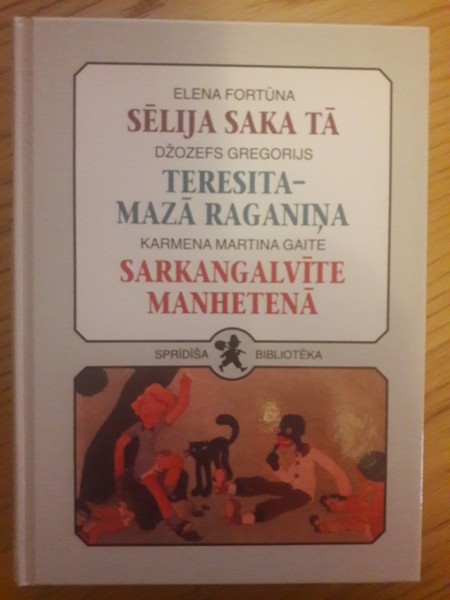 ELENA FORTŪNA
SĒLIJA SAKA TĀ
DŽOZEFS GREGORIJS
TERESITA–
MAZĀ RAGANIŅA
KARMENA MARTINA GAITE
SARKANGALVĪTE
MANHETENĀ
SPRĪDĪŠA BIBLIOTĒKA